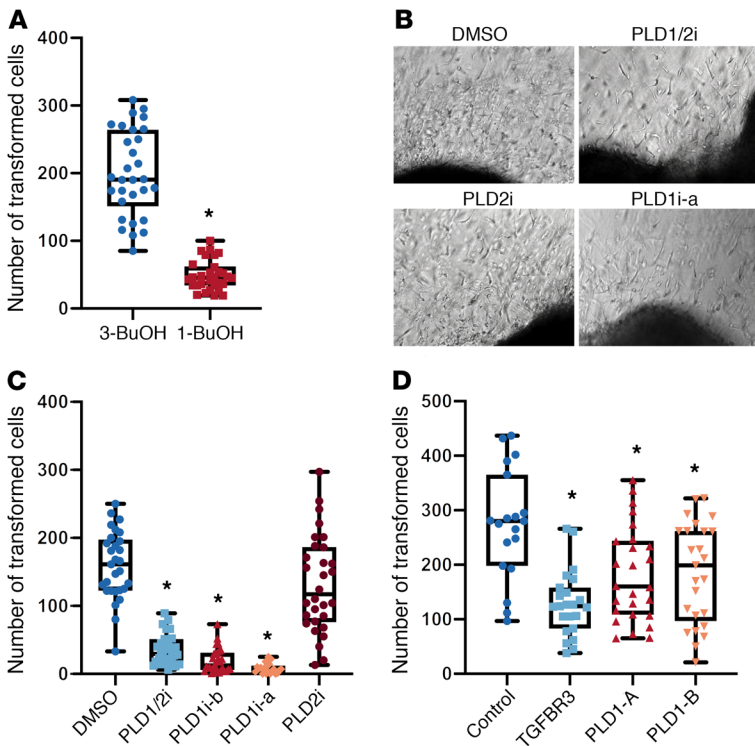 A
Number of transformed cells
400
300
200
100
0
*
3-BuOH 1-BuOH
B
DMSO PLD1/2i
PLD2i PLD1i-a
C
Number of transformed cells
400
300
200
100
0
* * *
DMSO PLD1/2i PLD1i-b PLD1i-a PLD2i
D
Number of transformed cells
500
400
300
200
100
0
* * *
Control TGFBR3 PLD1-A PLD1-B